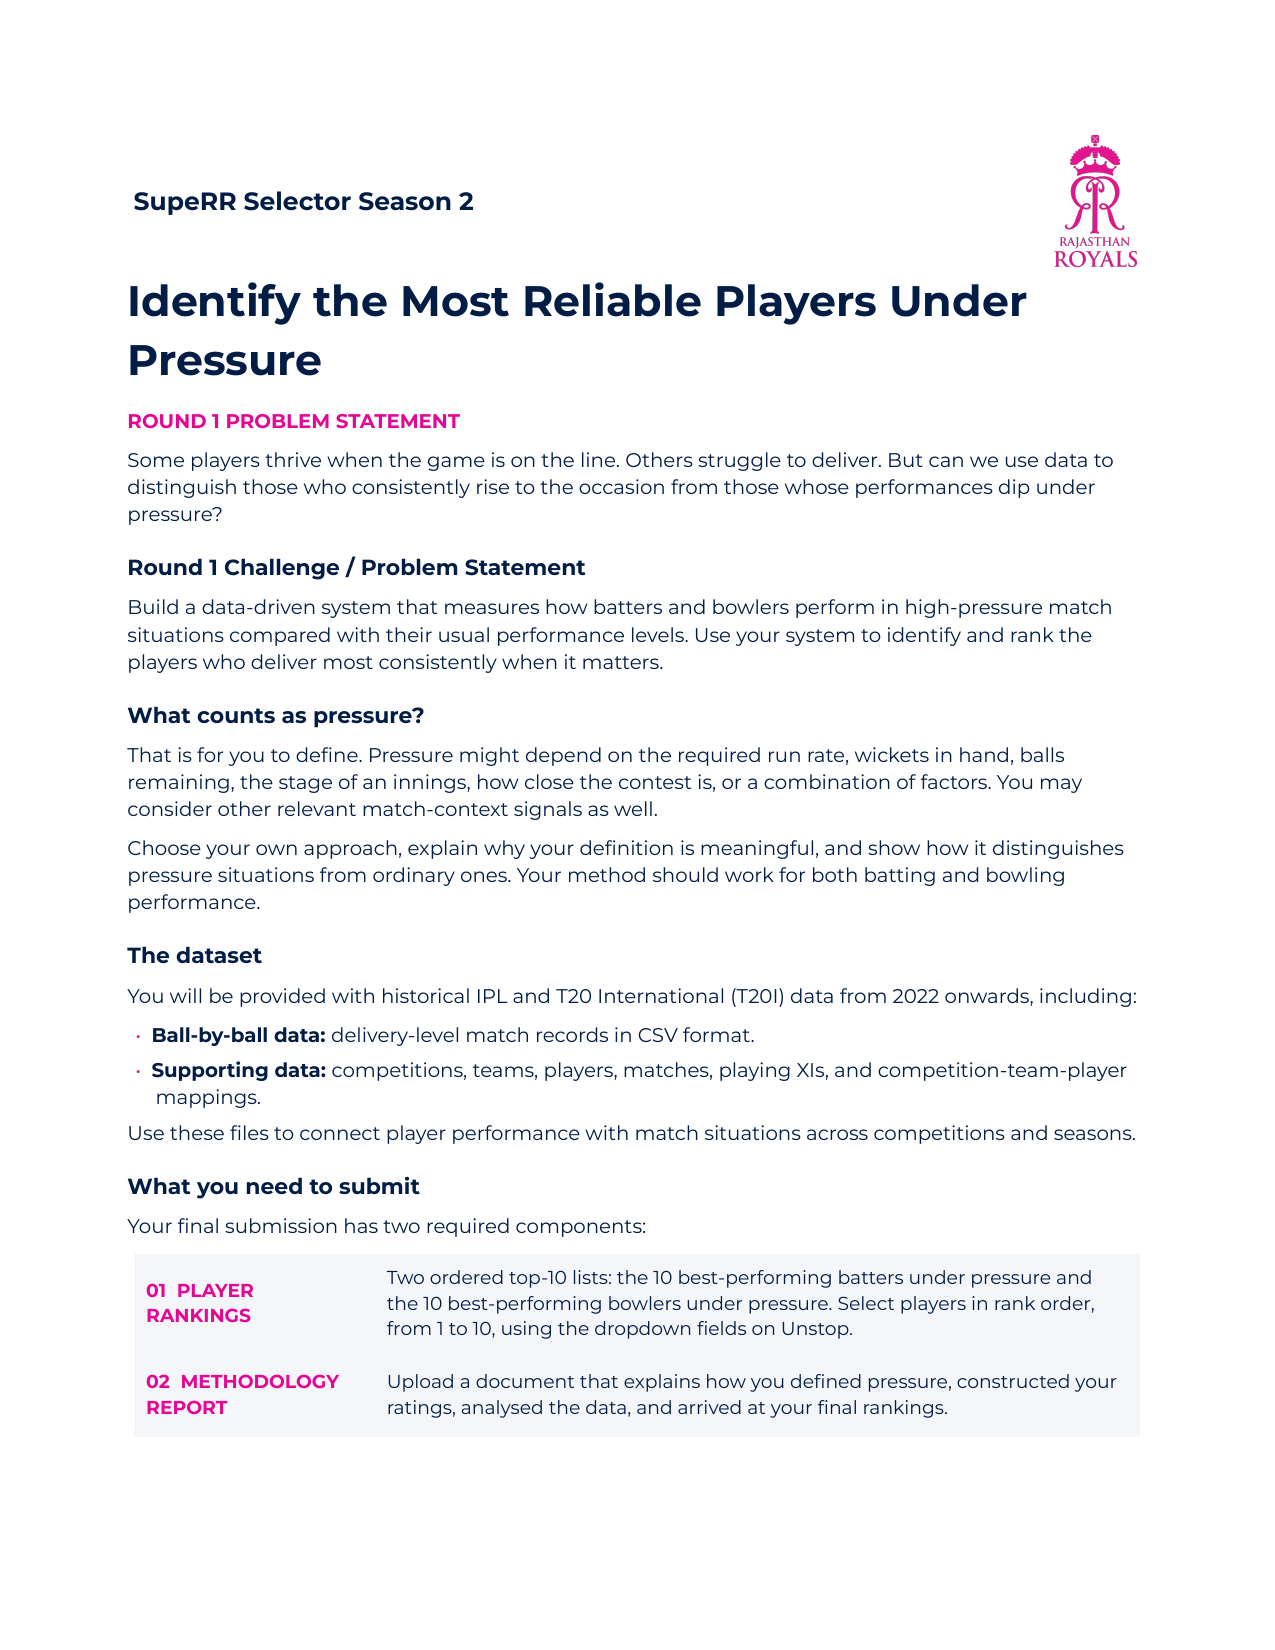 SupeRR Selector Season 2
RAJASTHAN
ROYALS
Identify the Most Reliable Players Under
Pressure
ROUND 1 PROBLEM STATEMENT
Some players thrive when the game is on the line. Others struggle to deliver. But can we use data to
distinguish those who consistently rise to the occasion from those whose performances dip under
pressure?
Round 1 Challenge / Problem Statement
Build a data-driven system that measures how batters and bowlers perform in high-pressure match
situations compared with their usual performance levels. Use your system to identify and rank the
players who deliver most consistently when it matters.
What counts as pressure?
That is for you to define. Pressure might depend on the required run rate, wickets in hand, balls
remaining, the stage of an innings, how close the contest is, or a combination of factors. You may
consider other relevant match-context signals as well.
Choose your own approach, explain why your definition is meaningful, and show how it distinguishes
pressure situations from ordinary ones. Your method should work for both batting and bowling
performance.
The dataset
You will be provided with historical IPL and T20 International (T20I) data from 2022 onwards, including:
• Ball-by-ball data: delivery-level match records in CSV format.
• Supporting data: competitions, teams, players, matches, playing XIs, and competition-team-player
mappings.
Use these files to connect player performance with match situations across competitions and seasons.
What you need to submit
Your final submission has two required components:
01 PLAYER
RANKINGS
Two ordered top-10 lists: the 10 best-performing batters under pressure and
the 10 best-performing bowlers under pressure. Select players in rank order,
from 1 to 10, using the dropdown fields on Unstop.
02 METHODOLOGY
REPORT
Upload a document that explains how you defined pressure, constructed your
ratings, analysed the data, and arrived at your final rankings.